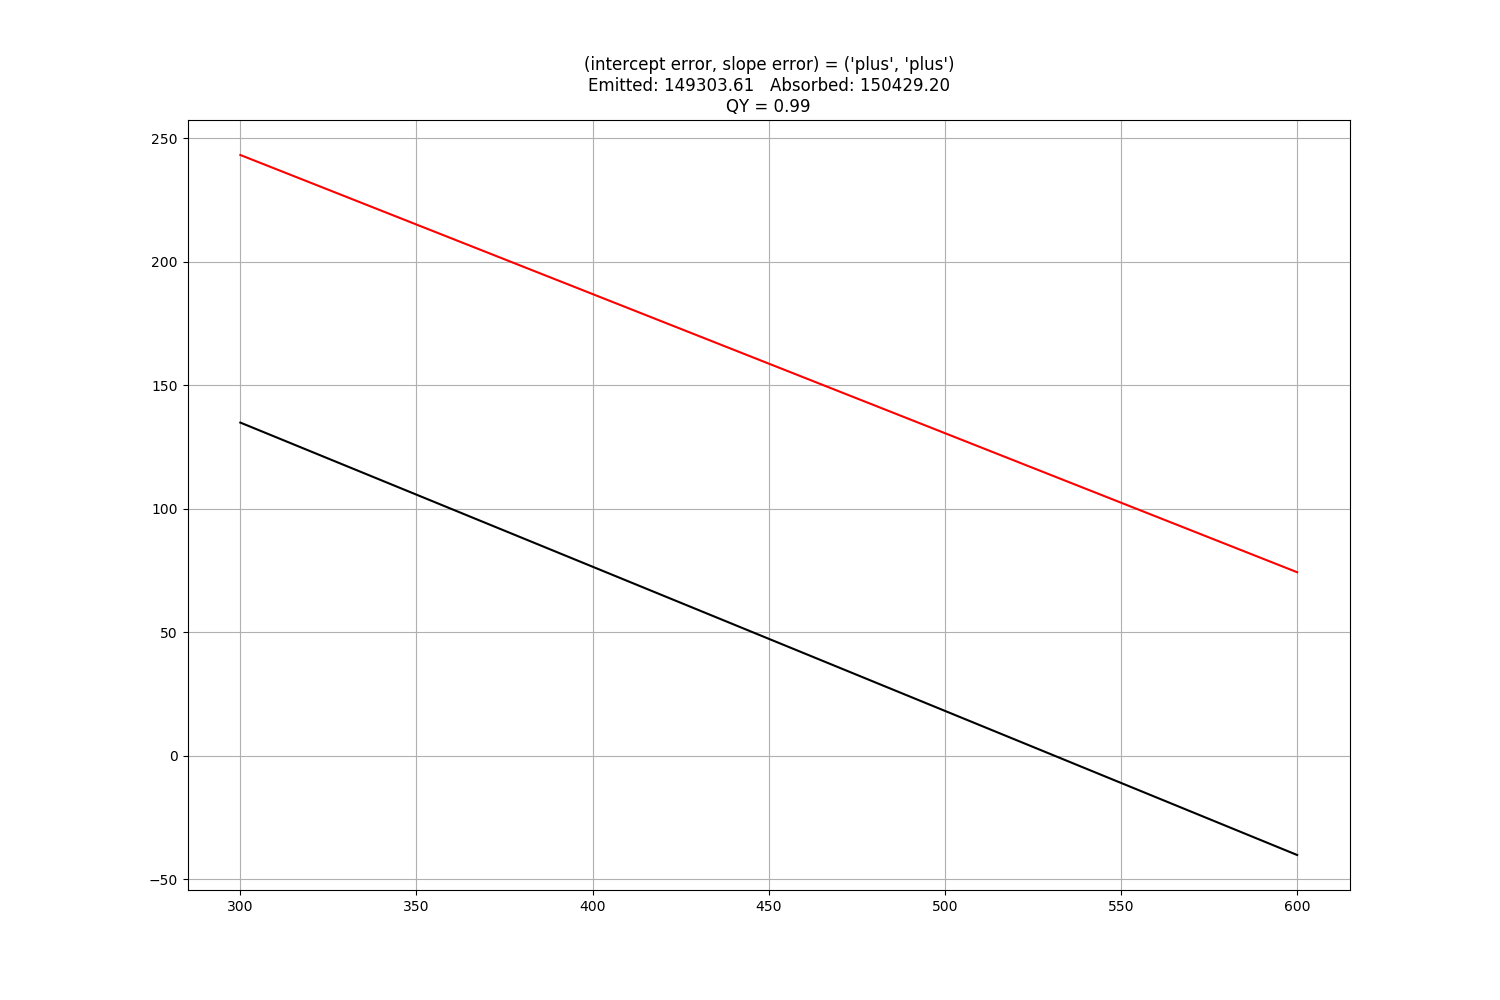 (intercept error, slope error) = ('plus', 'plus')
Emitted: 149303.61   Absorbed: 150429.20
QY = 0.99
250
200
150
100
50
0
−50
300 350 400 450 500 550 600